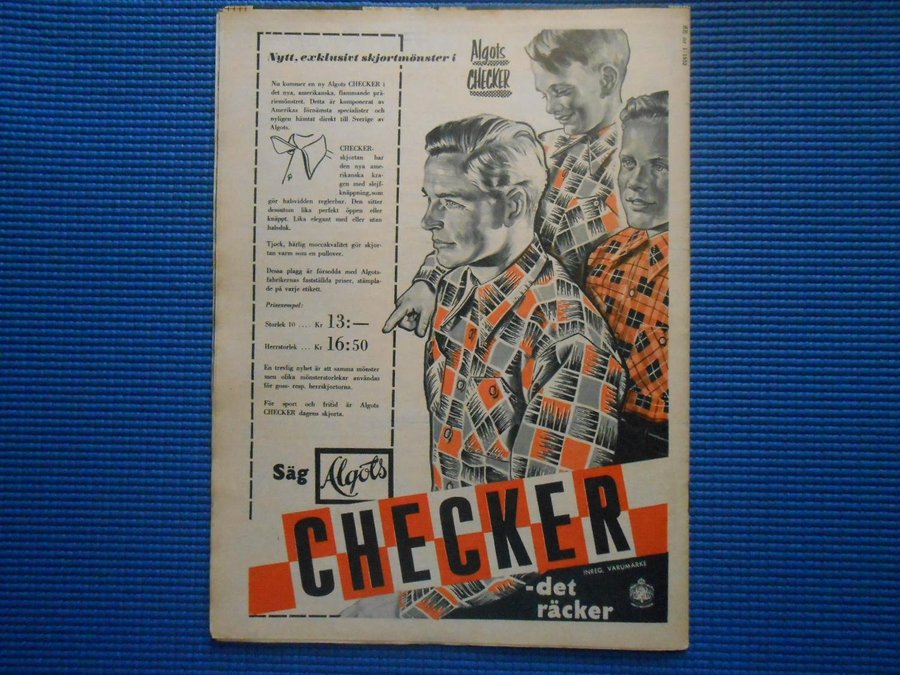 Nytt, exklusivt skjortmönster i
Algots
CHECKER
Nu kommer en ny Algots CHECKER i
det nya, amerikanska, flammande prä-
riemönstret. Detta är komponerat av
Amerikas förnämsta specialister och
nyligen hämtat direkt till Sverige av
Algots.
CHECKER-
skjortan har
den nya ame-
rikanska kra-
gen med slejf-
knäppning, som
gör halsvidden reglerbar. Den sitter
dessutom lika perfekt öppen eller
knäppt. Lika elegant med eller utan
halsduk.
Tjock, härlig moccakvalitet gör skjor-
tan varm som en pullover.
Dessa plagg är försedda med Algots-
fabrikernas fastställda priser, stämpla-
de på varje etikett.
Prisexempel:
Storlek 10 .... Kr 13:—
Herrstorlek ... Kr 16:50
En trevlig nyhet är att samma mönster
men olika mönsterstorlekar användas
för goss- resp. herrskjortorna.
För sport och fritid är Algots
CHECKER dagens skjorta.
Säg Algots
CHECKER
INREG. VARUMÄRKE
-det
räcker